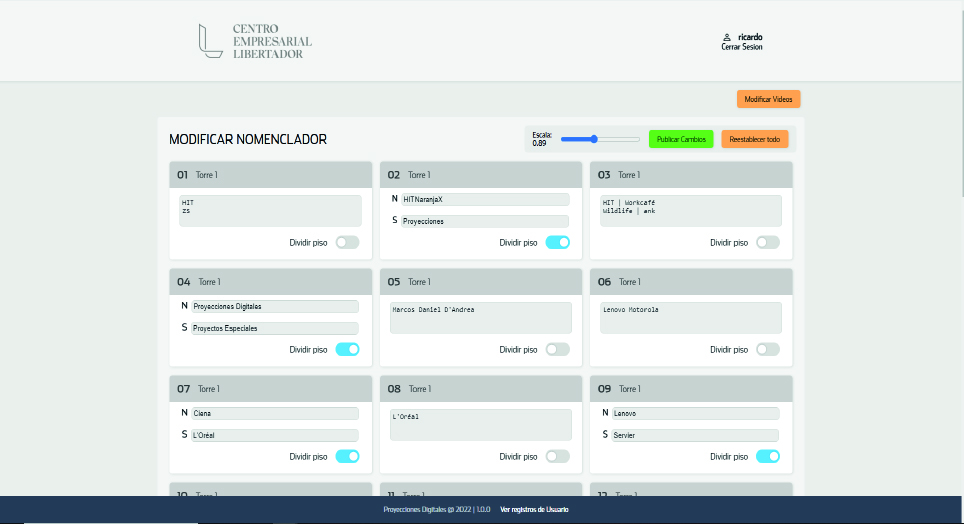 CENTRO
EMPRESARIAL
LIBERTADOR
ricardo
Cerrar Sesion
Modificar Videos
MODIFICAR NOMENCLADOR
Escala:
0.89
Publicar Cambios
Reestablecer todo
01 Torre 1
HIT
zs
Dividir piso
02 Torre 1
N HITNaranjaX
S Proyecciones
Dividir piso
03 Torre 1
HIT | Workcafé
Wildlife | ank
Dividir piso
04 Torre 1
N Proyecciones Digitales
S Proyectos Especiales
Dividir piso
05 Torre 1
Marcos Daniel D'Andrea
Dividir piso
06 Torre 1
Lenovo Motorola
Dividir piso
07 Torre 1
N Ciena
S L'Oréal
Dividir piso
08 Torre 1
L'Oréal
Dividir piso
09 Torre 1
N Lenovo
S Servier
Dividir piso
10 Torre 1
11 Torre 1
12 Torre 1
Proyecciones Digitales @ 2022 | 1.0.0 Ver registros de Usuario